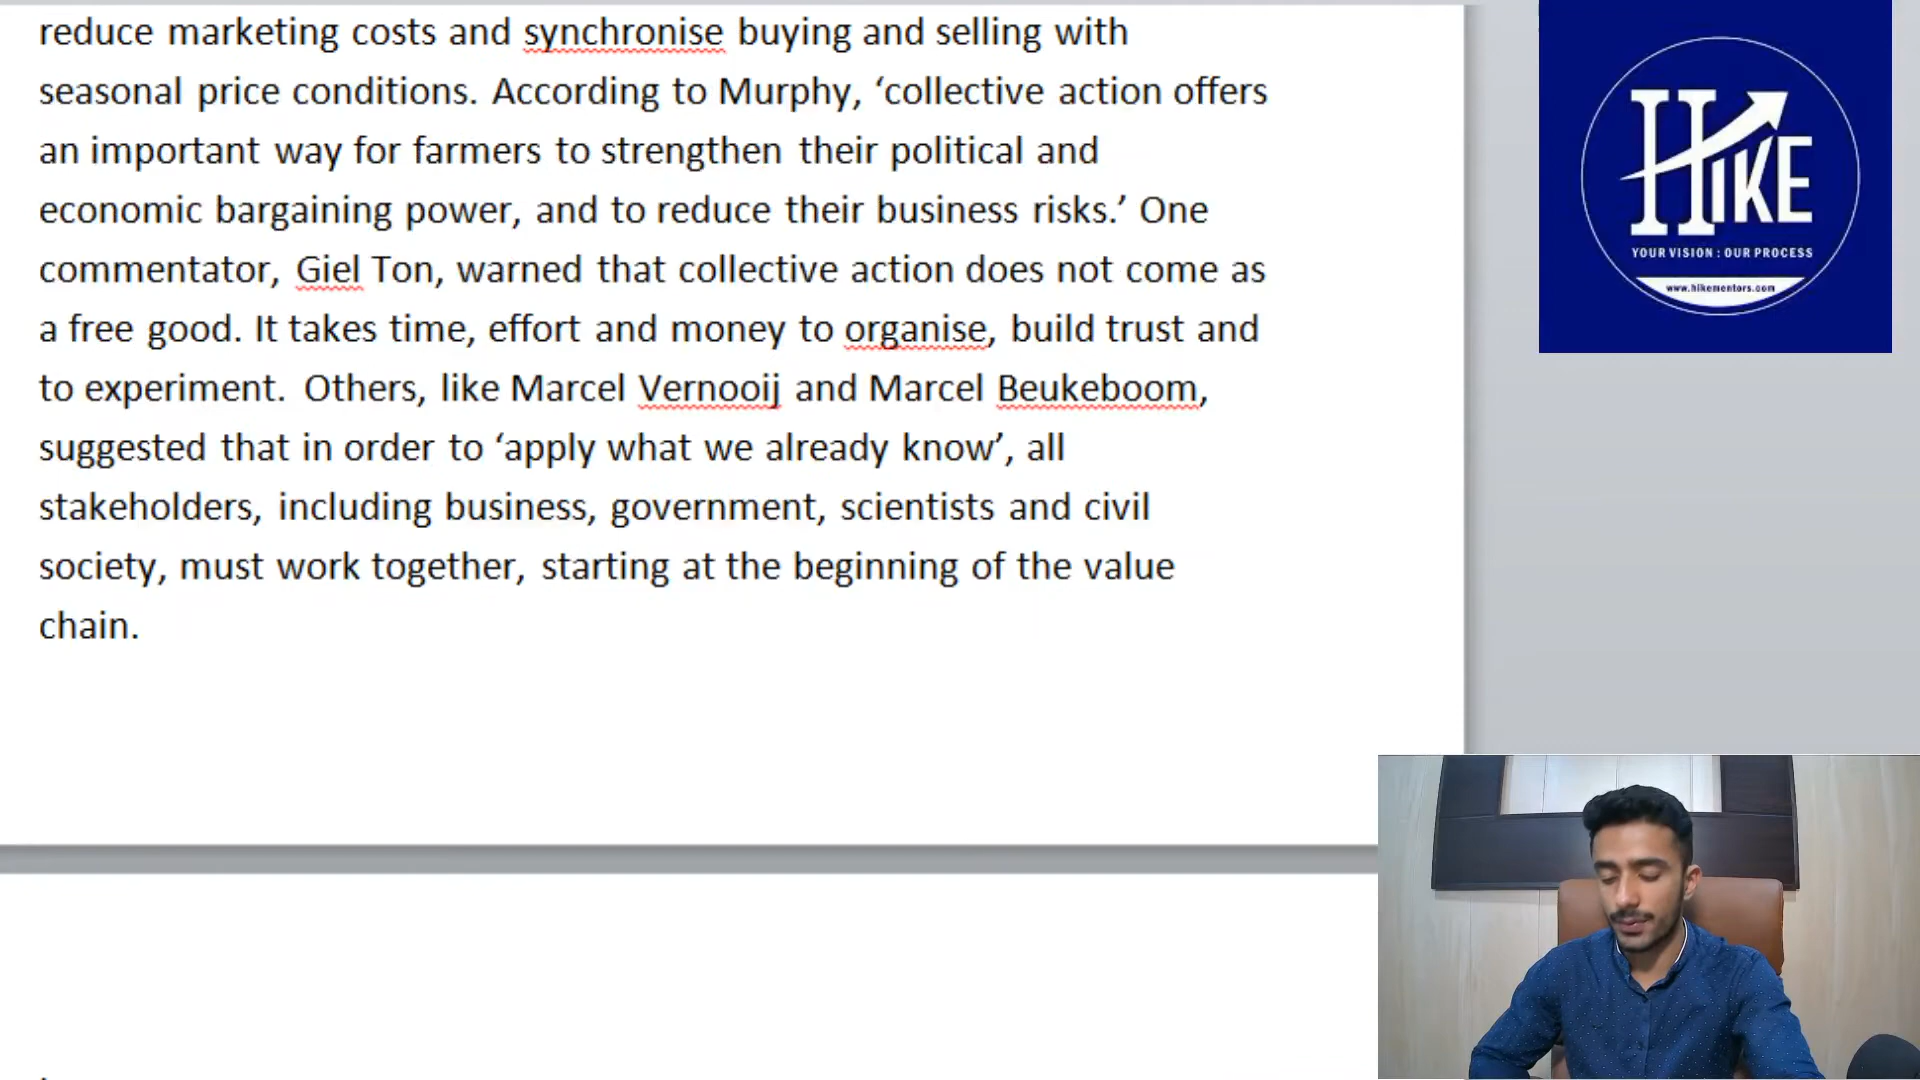 reduce marketing costs and synchronise buying and selling with
seasonal price conditions. According to Murphy, ‘collective action offers
an important way for farmers to strengthen their political and
economic bargaining power, and to reduce their business risks.’ One
commentator, Giel Ton, warned that collective action does not come as
a free good. It takes time, effort and money to organise, build trust and
to experiment. Others, like Marcel Vernooij and Marcel Beukeboom,
suggested that in order to ‘apply what we already know’, all
stakeholders, including business, government, scientists and civil
society, must work together, starting at the beginning of the value
chain.
HIKE
YOUR VISION : OUR PROCESS
www.hikementors.com